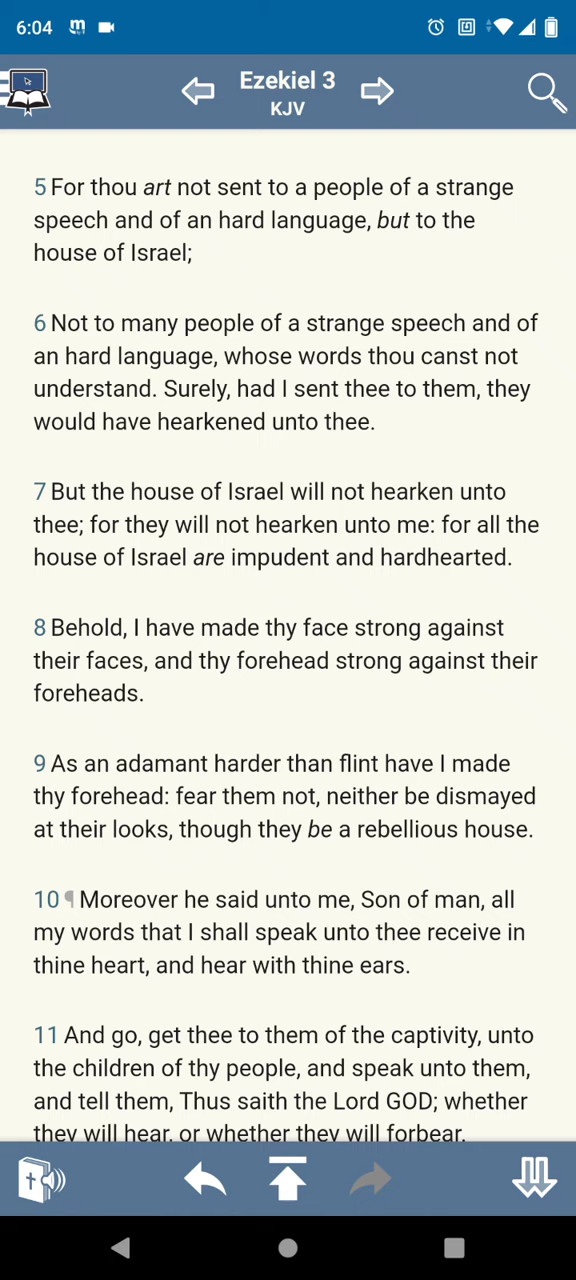 6:04
Ezekiel 3
KJV
5 For thou art not sent to a people of a strange
speech and of an hard language, but to the
house of Israel;
6 Not to many people of a strange speech and of
an hard language, whose words thou canst not
understand. Surely, had I sent thee to them, they
would have hearkened unto thee.
7 But the house of Israel will not hearken unto
thee; for they will not hearken unto me: for all the
house of Israel are impudent and hardhearted.
8 Behold, I have made thy face strong against
their faces, and thy forehead strong against their
foreheads.
9 As an adamant harder than flint have I made
thy forehead: fear them not, neither be dismayed
at their looks, though they be a rebellious house.
10 ¶ Moreover he said unto me, Son of man, all
my words that I shall speak unto thee receive in
thine heart, and hear with thine ears.
11 And go, get thee to them of the captivity, unto
the children of thy people, and speak unto them,
and tell them, Thus saith the Lord GOD; whether
they will hear, or whether they will forbear.